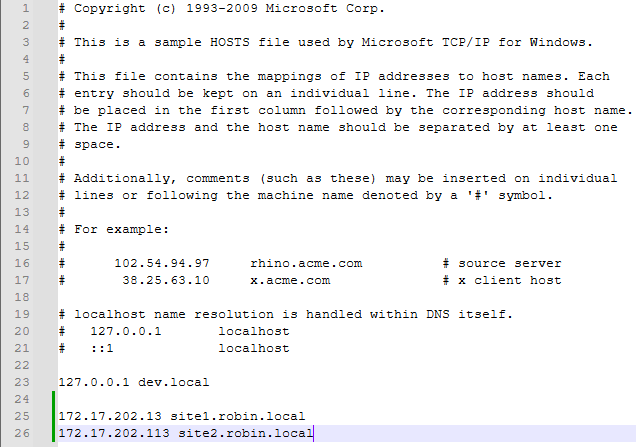 1 # Copyright (c) 1993-2009 Microsoft Corp.
2 #
3 # This is a sample HOSTS file used by Microsoft TCP/IP for Windows.
4 #
5 # This file contains the mappings of IP addresses to host names. Each
6 # entry should be kept on an individual line. The IP address should
7 # be placed in the first column followed by the corresponding host name.
8 # The IP address and the host name should be separated by at least one
9 # space.
10 #
11 # Additionally, comments (such as these) may be inserted on individual
12 # lines or following the machine name denoted by a '#' symbol.
13 #
14 # For example:
15 #
16 #      102.54.94.97     rhino.acme.com          # source server
17 #       38.25.63.10     x.acme.com              # x client host
18
19 # localhost name resolution is handled within DNS itself.
20 #   127.0.0.1       localhost
21 #   ::1             localhost
22
23 127.0.0.1 dev.local
24
25 172.17.202.13 site1.robin.local
26 172.17.202.113 site2.robin.local